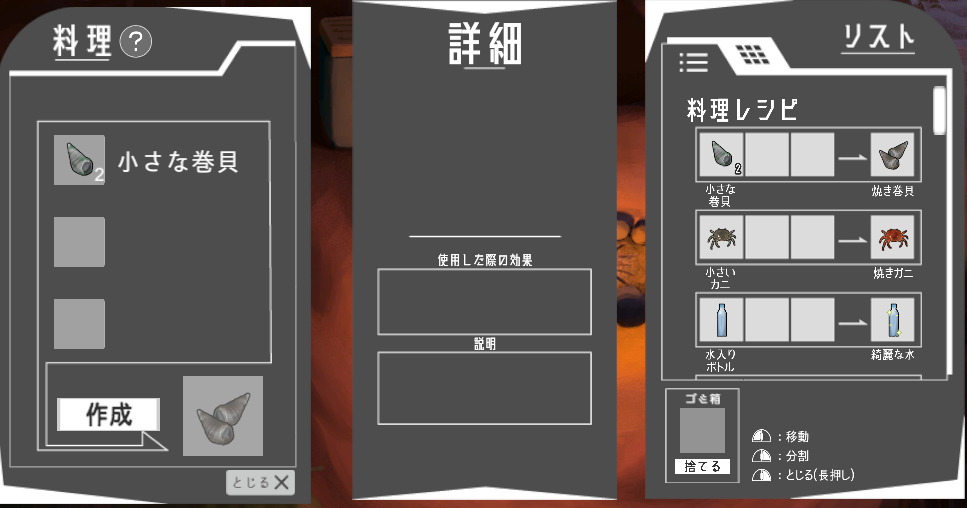 料理?
2 小さな巻貝
作成
とじる
詳細
使用した際の効果
説明
リスト
料理レシピ
2
小さな
巻貝
焼き巻貝
小さい
カニ
焼きガニ
水入り
ボトル
綺麗な水
ゴミ箱
捨てる
：移動
：分割
：とじる(長押し)